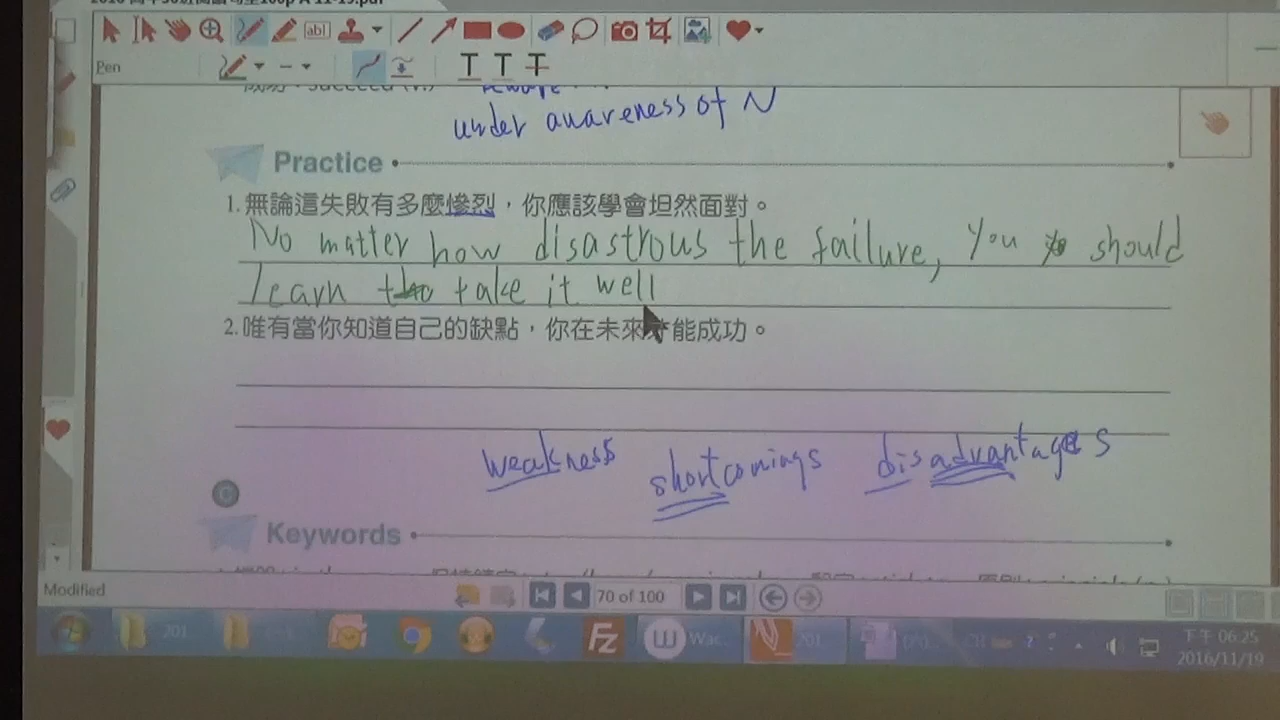 Pen
under awareness of N
Practice
1. 無論這失敗有多麼慘烈，你應該學會坦然面對。
No matter how disastrous the failure, you should
learn to take it well
2. 唯有當你知道自己的缺點，你在未來才能成功。
weakness shortcomings disadvantages
C
Keywords
Modified
70 of 100
201
Wac...
201
下午 06:25
2016/11/19